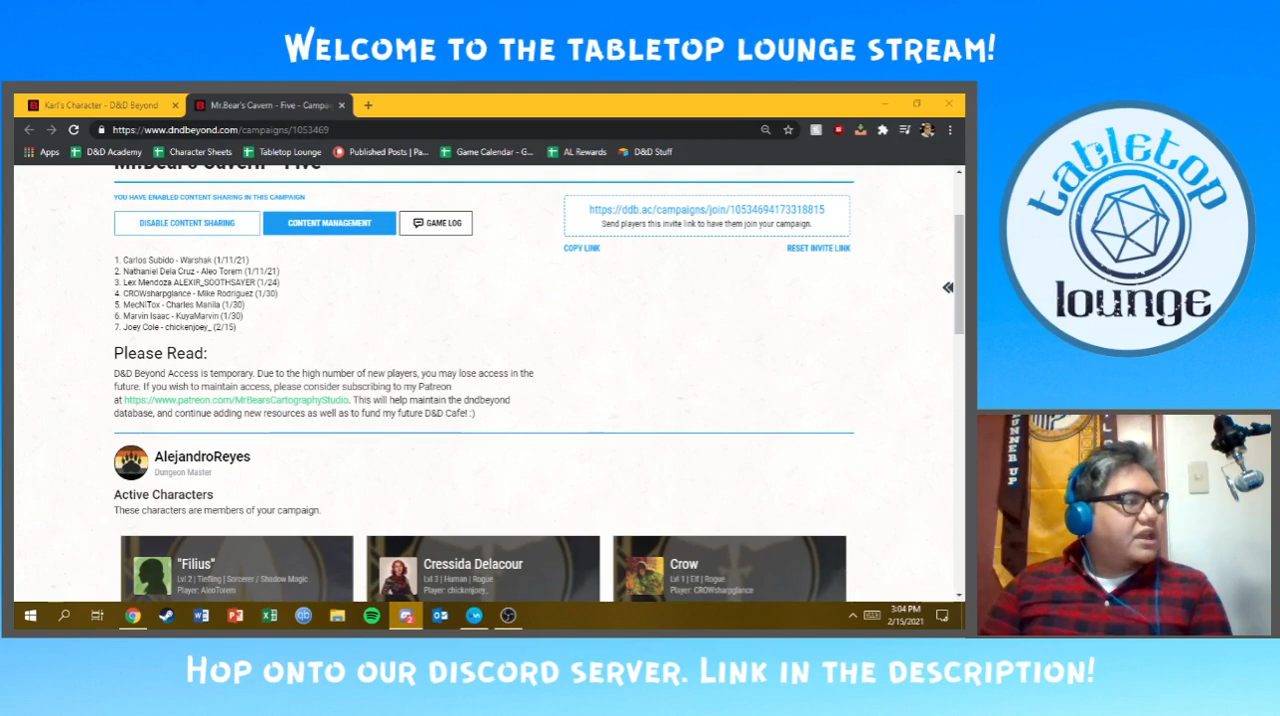 WELCOME TO THE TABLETOP LOUNGE STREAM!
Karl's Character - D&D Beyond
Mr.Bear's Cavern - Five - Campa
https://www.dndbeyond.com/campaigns/1053469
Apps D&D Academy Character Sheets Tabletop Lounge Published Posts | Pa... Game Calendar - G... AL Rewards D&D Stuff
Mr.Bear's Cavern - Five
YOU HAVE ENABLED CONTENT SHARING IN THIS CAMPAIGN
DISABLE CONTENT SHARING CONTENT MANAGEMENT GAME LOG
https://ddb.ac/campaigns/join/10534694173318815
Send players this invite link to have them join your campaign.
COPY LINK RESET INVITE LINK
1. Carlos Subido - Warshak (1/11/21)
2. Nathaniel Dela Cruz - Aleo Torem (1/11/21)
3. Lex Mendoza ALEXIR_SOOTHSAYER (1/24)
4. CROWsharpglance - Mike Rodriguez (1/30)
5. MecNiTox - Charles Manila (1/30)
6. Marvin Isaac - KuyaMarvin (1/30)
7. Joey Cole - chickenjoey_ (2/15)
Please Read:
D&D Beyond Access is temporary. Due to the high number of new players, you may lose access in the
future. If you wish to maintain access, please consider subscribing to my Patreon
at https://www.patreon.com/MrBearsCartographyStudio. This will help maintain the dndbeyond
database, and continue adding new resources as well as to fund my future D&D Cafe! :)
AlejandroReyes
Dungeon Master
Active Characters
These characters are members of your campaign.
"Filius"
Lvl 2 | Tiefling | Sorcerer / Shadow Magic
Player: AleoTorem
Cressida Delacour
Lvl 3 | Human | Rogue
Player: chickenjoey_
Crow
Lvl 1 | Elf | Rogue
Player: CROWsharpglance
3:04 PM
2/15/2021
tabletop
lounge
RUNNER UP
HOP ONTO OUR DISCORD SERVER. LINK IN THE DESCRIPTION!